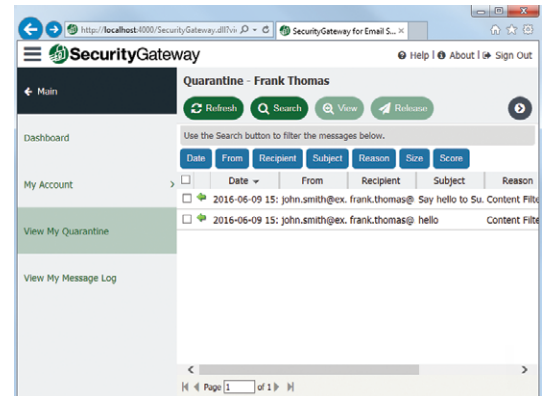 http://localhost:4000/SecurityGateway.dll?vi
SecurityGateway for Email S...
SecurityGateway
Help | About | Sign Out
Main
Quarantine - Frank Thomas
Refresh Search View Release
Use the Search button to filter the messages below.
Dashboard
Date From Recipient Subject Reason Size Score
My Account
Date From Recipient Subject Reason
2016-06-09 15: john.smith@ex. frank.thomas@ Say hello to Su. Content Filte
2016-06-09 15: john.smith@ex. frank.thomas@ hello Content Filte
View My Quarantine
View My Message Log
Page 1 of 1